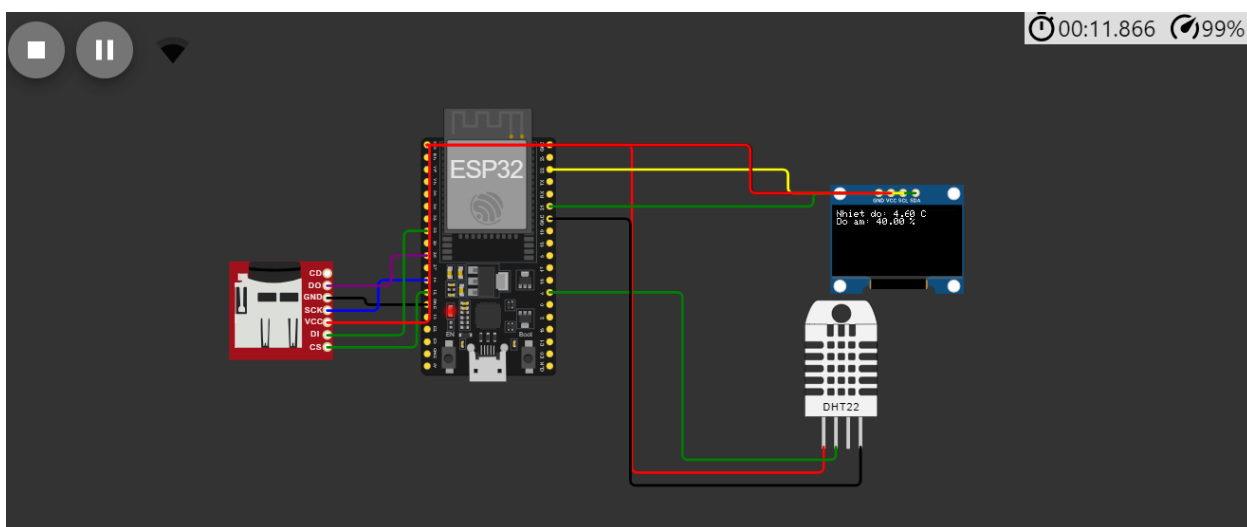 00:11.866 99%
ESP32
GND VCC SCL SDA
Nhiet do: 4.60 C
Do am: 40.00 %
CD
DO
GND
SCK
VCC
DI
CS
EN
Boot
DHT22